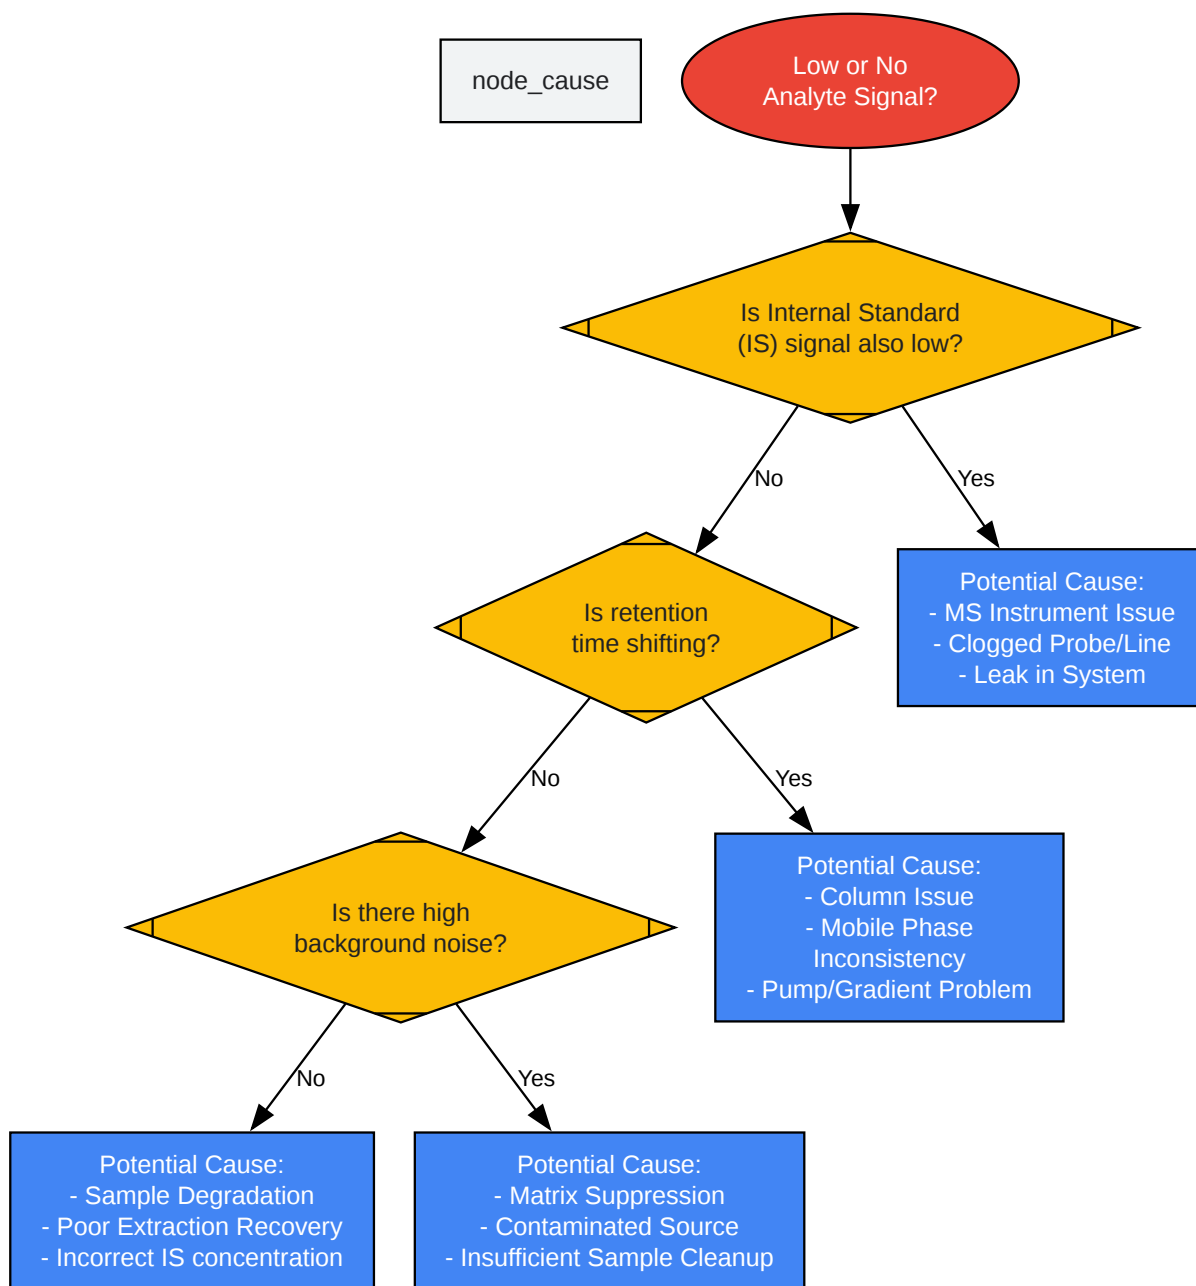 node_cause
Low or No
Analyte Signal?
Is Internal Standard
(IS) signal also low?
No
Yes
Is retention
time shifting?
Potential Cause:
- MS Instrument Issue
- Clogged Probe/Line
- Leak in System
No
Yes
Is there high
background noise?
Potential Cause:
- Column Issue
- Mobile Phase
Inconsistency
- Pump/Gradient Problem
No
Yes
Potential Cause:
- Sample Degradation
- Poor Extraction Recovery
- Incorrect IS concentration
Potential Cause:
- Matrix Suppression
- Contaminated Source
- Insufficient Sample Cleanup